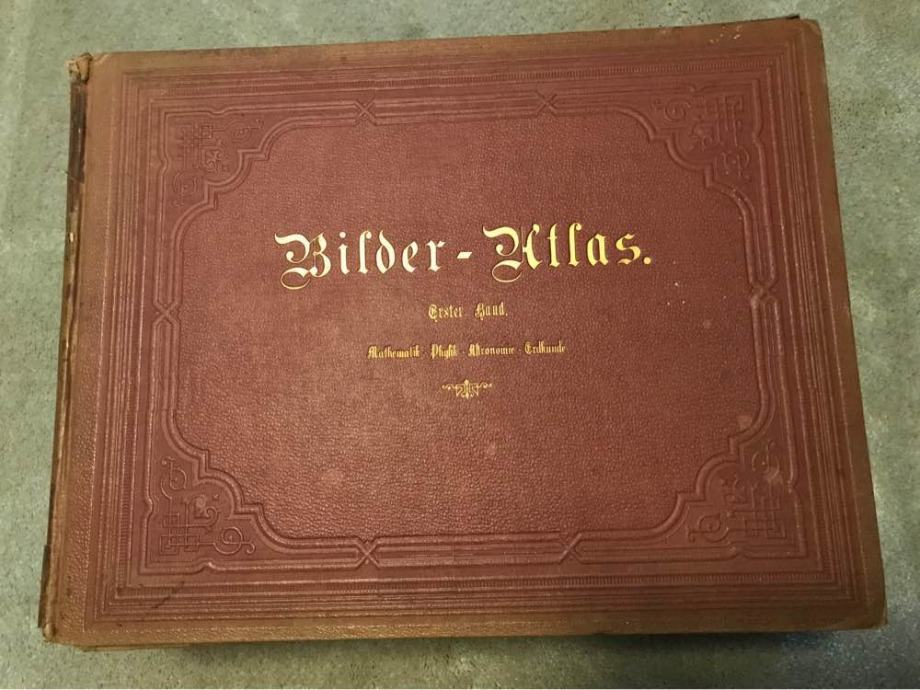 Bilder-Atlas.
Erster Band.
Mathematik - Physik - Astronomie - Erdkunde